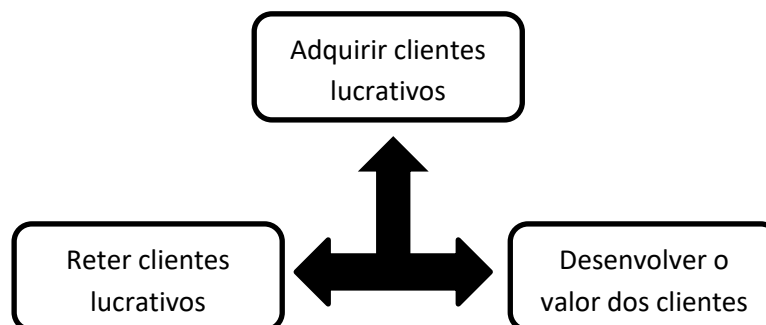 Adquirir clientes
lucrativos
Reter clientes
lucrativos
Desenvolver o
valor dos clientes